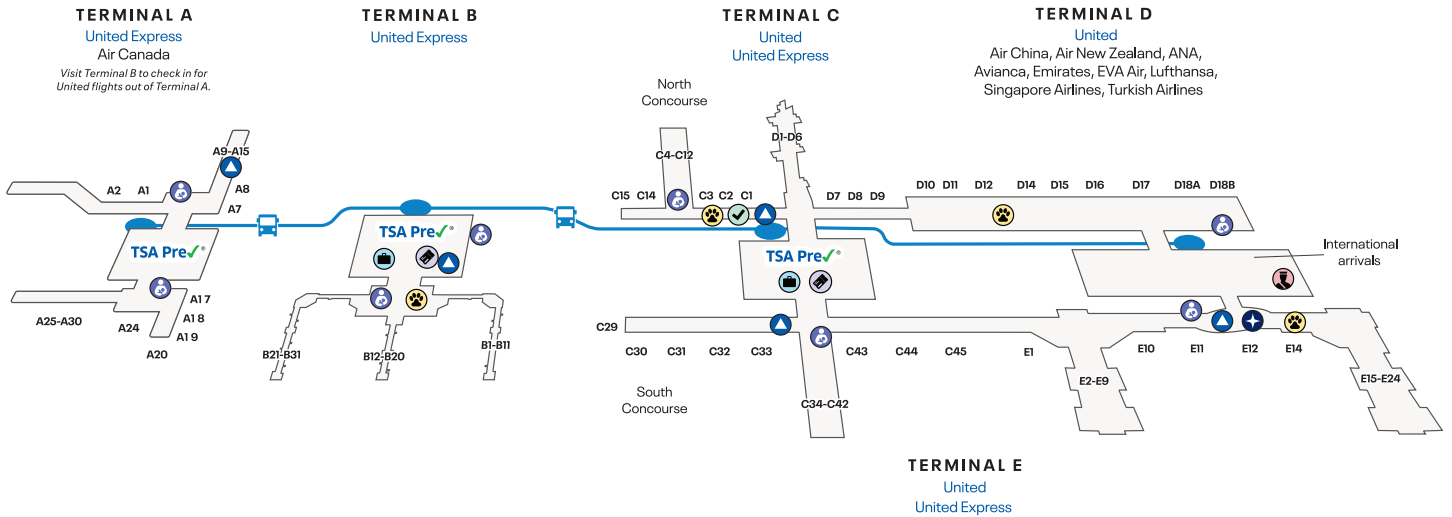 TERMINAL A
United Express
Air Canada
Visit Terminal B to check in for
United flights out of Terminal A.
TERMINAL B
United Express
TERMINAL C
United
United Express
TERMINAL D
United
Air China, Air New Zealand, ANA,
Avianca, Emirates, EVA Air, Lufthansa,
Singapore Airlines, Turkish Airlines
North
Concourse
A9-A15
A2
A1
A8
A7
TSA Pre✓®
A17
A18
A19
A20
A24
A25-A30
TSA Pre✓®
B21-B31
B12-B20
B1-B11
D1-D6
C4-C12
C15
C14
C3
C2
C1
D7
D8
D9
D10
D11
D12
D14
D15
D16
D17
D18A
D18B
TSA Pre✓®
International
arrivals
C29
C30
C31
C32
C33
C43
C44
C45
E1
E10
E11
E12
E14
E2-E9
E15-E24
C34-C42
South
Concourse
TERMINAL E
United
United Express